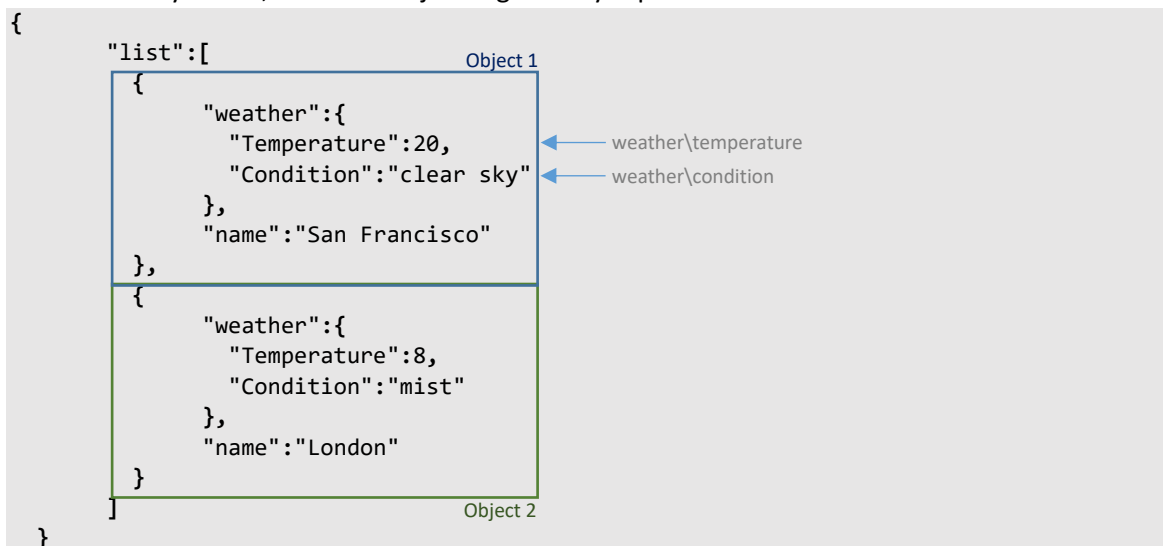 {
"list":[
Object 1
{
"weather":{
"Temperature":20,
weather\temperature
"Condition":"clear sky"
weather\condition
},
"name":"San Francisco"
},
{
"weather":{
"Temperature":8,
"Condition":"mist"
},
"name":"London"
}
]
Object 2
}